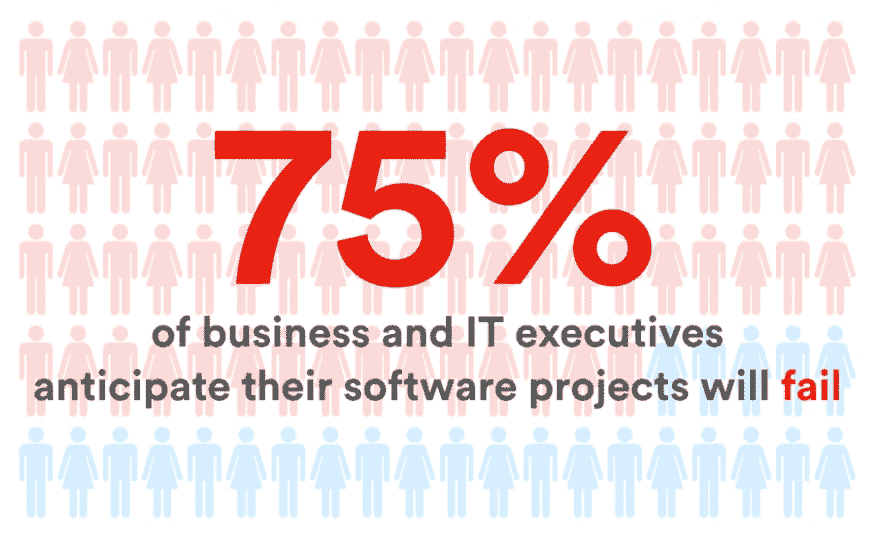 75%
of business and IT executives
anticipate their software projects will fail